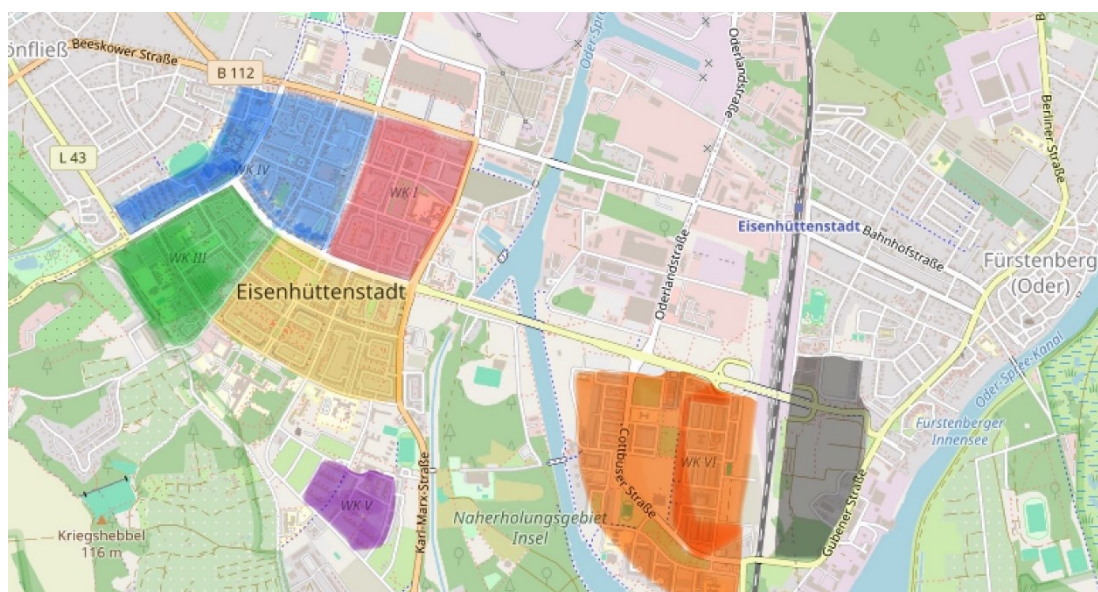 önfließ
Beeskower Straße
B 112
Oder-Spr
Oderlandstraße
B
Berliner Straße
L 43
WK IV
WK I
Eisenhüttenstadt
Bahnhofstraße
WK III
Fürstenberg
(Oder)
Eisenhüttenstadt
Oderlandstraße
Oder-Spree-Kanal
Fürstenberger
Innensee
Cottbuser Straße
WK VI
WK V
Karl-Marx-Straße
Naherholungsgebiet
Insel
Gubener Straße
Kriegshebbel
116 m